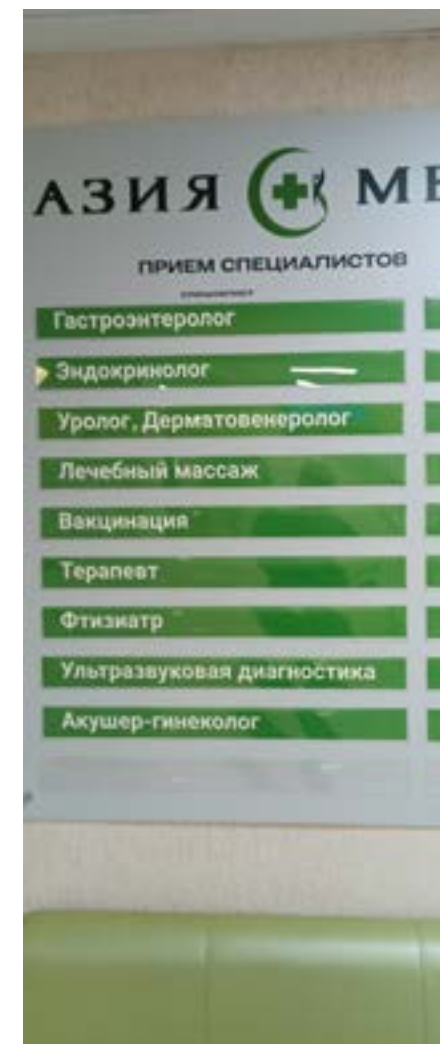 АЗИЯ МЕ
ПРИЕМ СПЕЦИАЛИСТОВ
Гастроэнтеролог
Эндокринолог
Уролог, Дерматовенеролог
Лечебный массаж
Вакцинация
Терапевт
Фтизиатр
Ультразвуковая диагностика
Акушер-гинеколог